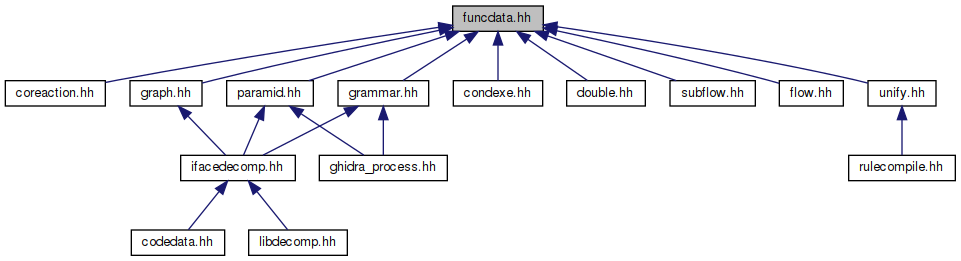 funcdata.hh
coreaction.hh
graph.hh
paramid.hh
grammar.hh
condexe.hh
double.hh
subflow.hh
flow.hh
unify.hh
ifacedecomp.hh
ghidra_process.hh
rulecompile.hh
codedata.hh
libdecomp.hh